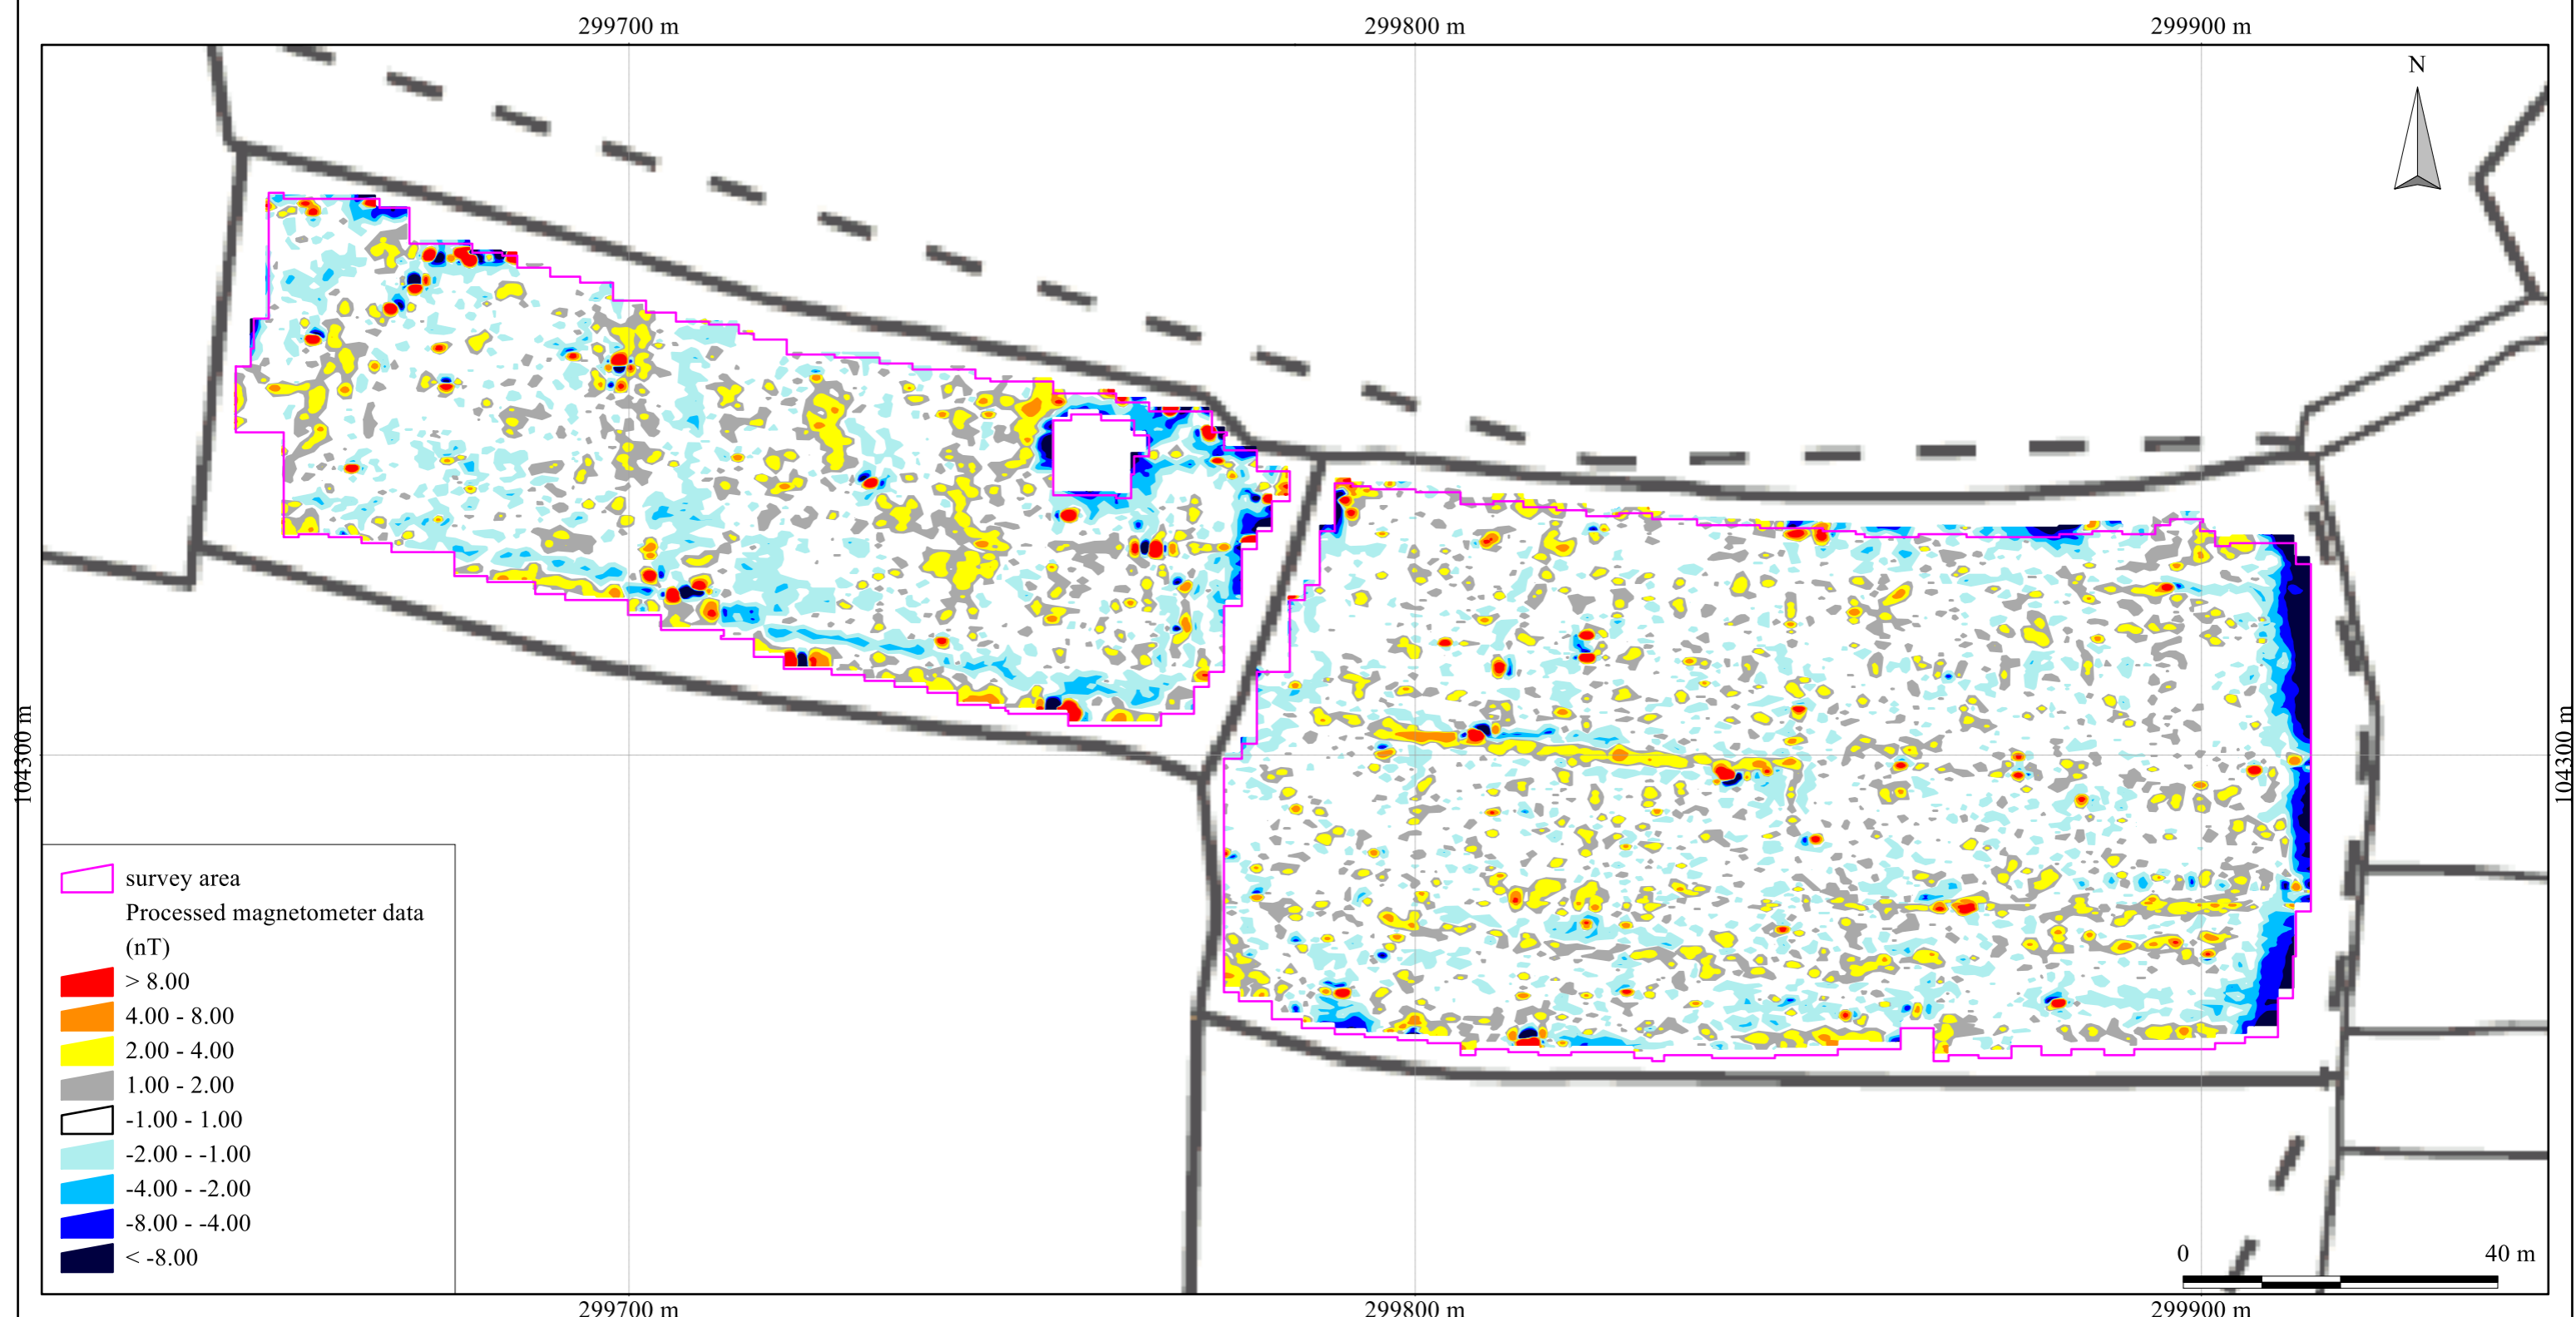 299700 m
299800 m
299900 m
N
104300 m
104300 m
survey area
Processed magnetometer data
(nT)
> 8.00
4.00 - 8.00
2.00 - 4.00
1.00 - 2.00
-1.00 - 1.00
-2.00 - -1.00
-4.00 - -2.00
-8.00 - -4.00
< -8.00
0
40 m
299700 m
299800 m
299900 m